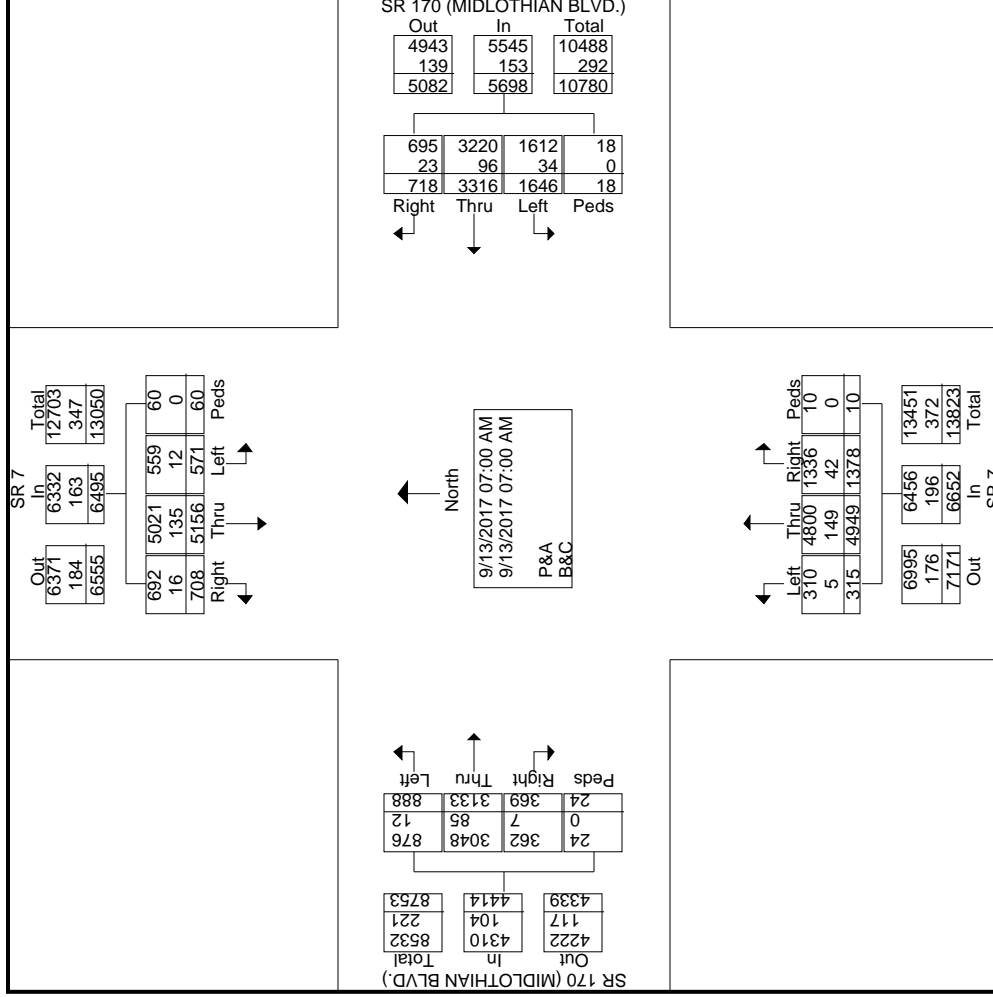 SR 170 (MIDLOTHIAN BLVD.)
Out In Total
4943 5545 10488
139 153 292
5082 5698 10780
695 3220 1612 18
23 96 34 0
718 3316 1646 18
Right Thru Left Peds
SR 7
Out In Total
6371 6332 12703
184 163 347
6555 6495 13050
692 5021 559 60
16 135 12 0
708 5156 571 60
Right Thru Left Peds
North
9/13/2017 07:00 AM
9/13/2017 07:00 AM
P&A
B&C
Left Thru Right Peds
310 4800 1336 10
5 149 42 0
315 4949 1378 10
6995 6456 13451
176 196 372
7171 6652 13823
Out In Total
SR 7
Left Thru Right Peds
888 3133 369 24
12 85 7 0
876 3048 362 24
8753 4414 4339
221 104 117
8532 4310 4222
Total In Out
SR 170 (MIDLOTHIAN BLVD.)